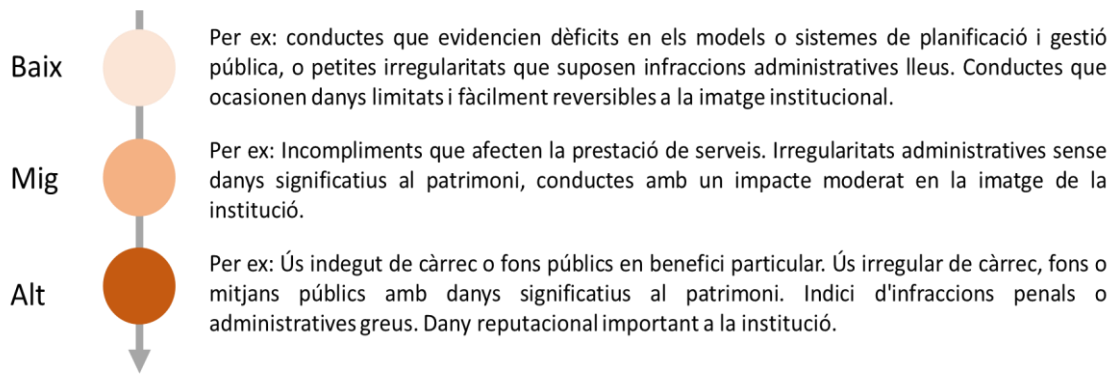 Baix
Per ex: conductes que evidencien dèficits en els models o sistemes de planificació i gestió
pública, o petites irregularitats que suposen infraccions administratives lleus. Conductes que
ocasionen danys limitats i fàcilment reversibles a la imatge institucional.
Mig
Per ex: Incompliments que afecten la prestació de serveis. Irregularitats administratives sense
danys significatius al patrimoni, conductes amb un impacte moderat en la imatge de la
institució.
Alt
Per ex: Ús indegut de càrrec o fons públics en benefici particular. Ús irregular de càrrec, fons o
mitjans públics amb danys significatius al patrimoni. Indici d'infraccions penals o
administratives greus. Dany reputacional important a la institució.